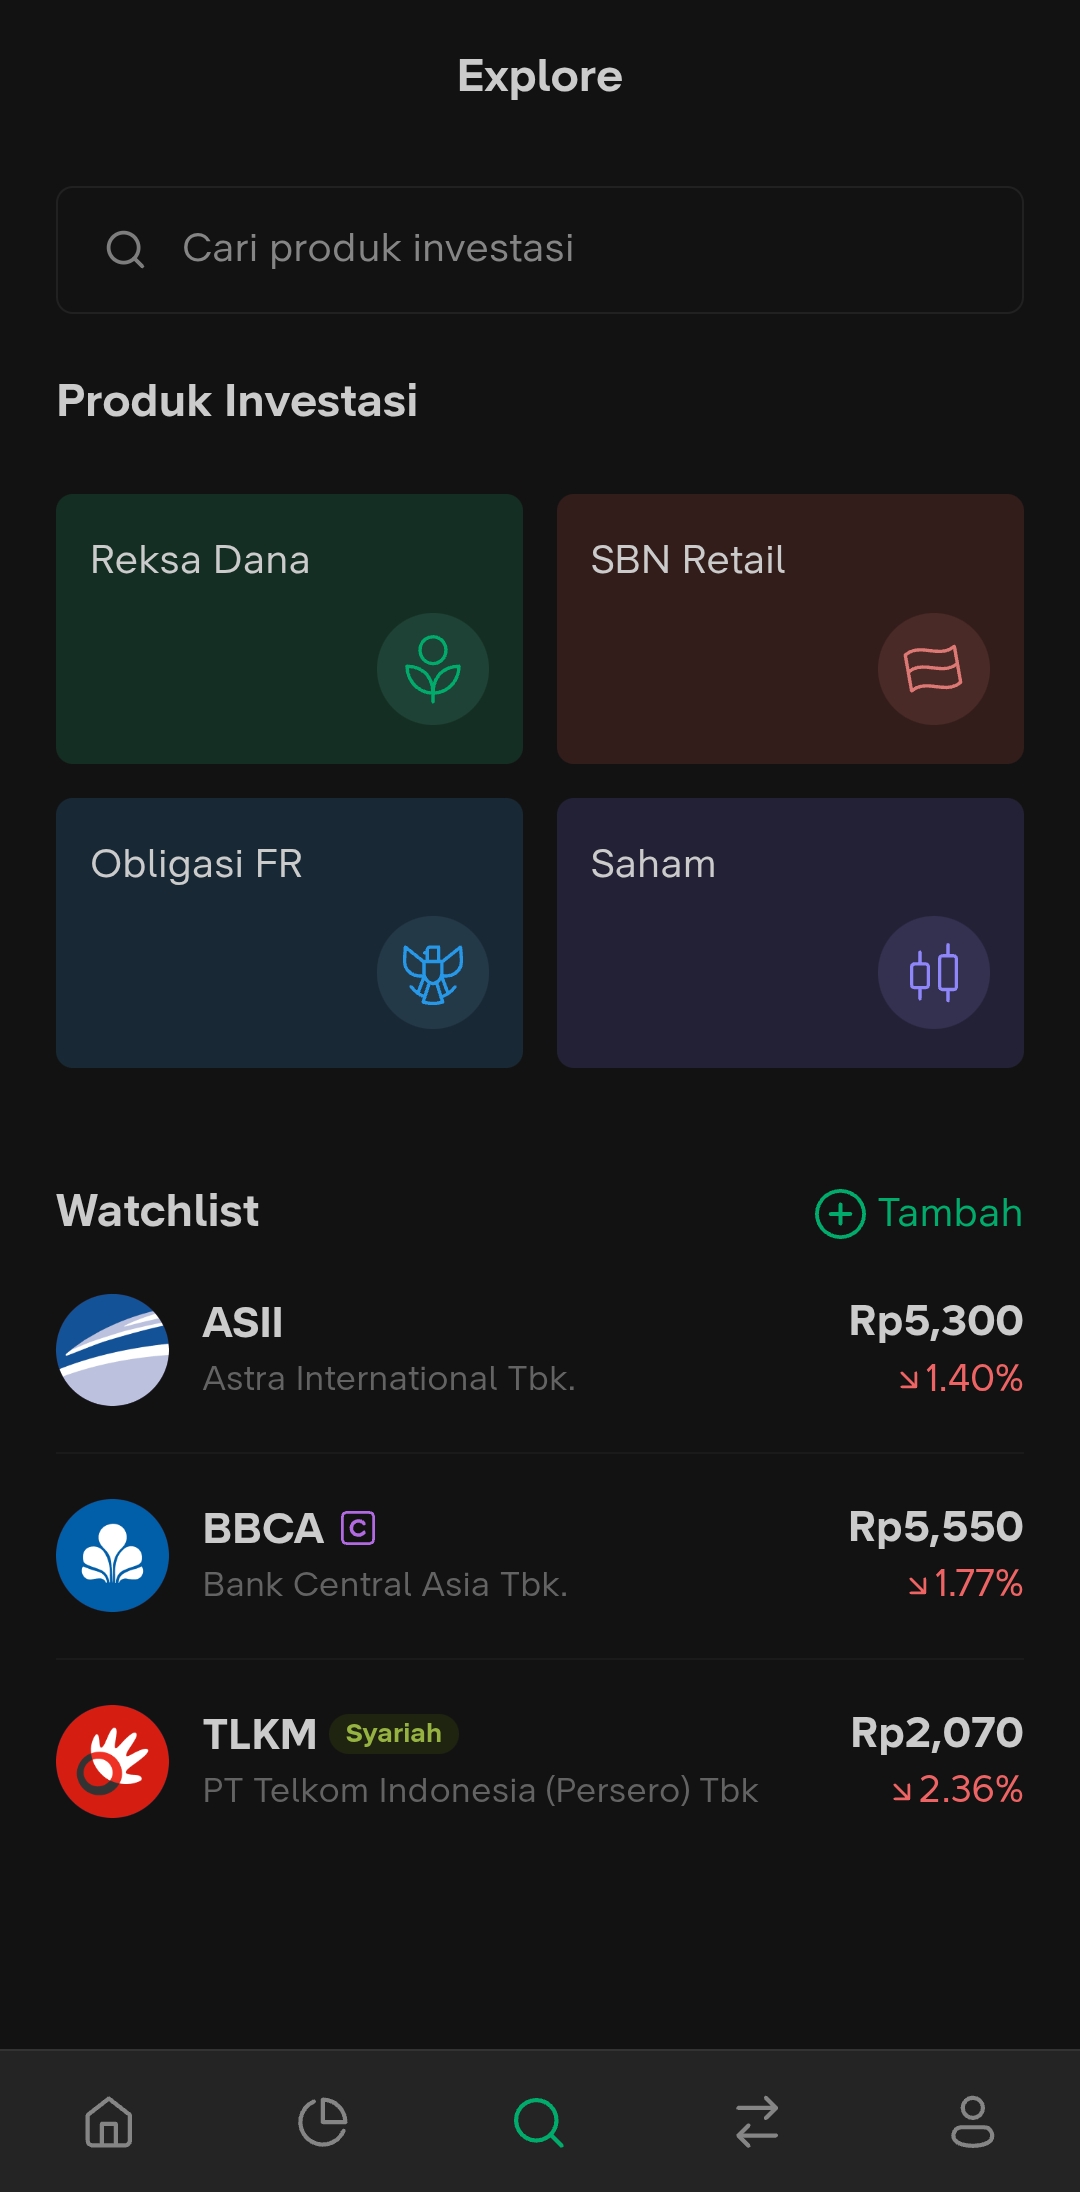 Explore
Cari produk investasi
Produk Investasi
Reksa Dana
SBN Retail
Obligasi FR
Saham
Watchlist
Tambah
ASII
Rp5,300
Astra International Tbk.
1.40%
BBCA C
Rp5,550
Bank Central Asia Tbk.
1.77%
TLKM Syariah
Rp2,070
PT Telkom Indonesia (Persero) Tbk
2.36%